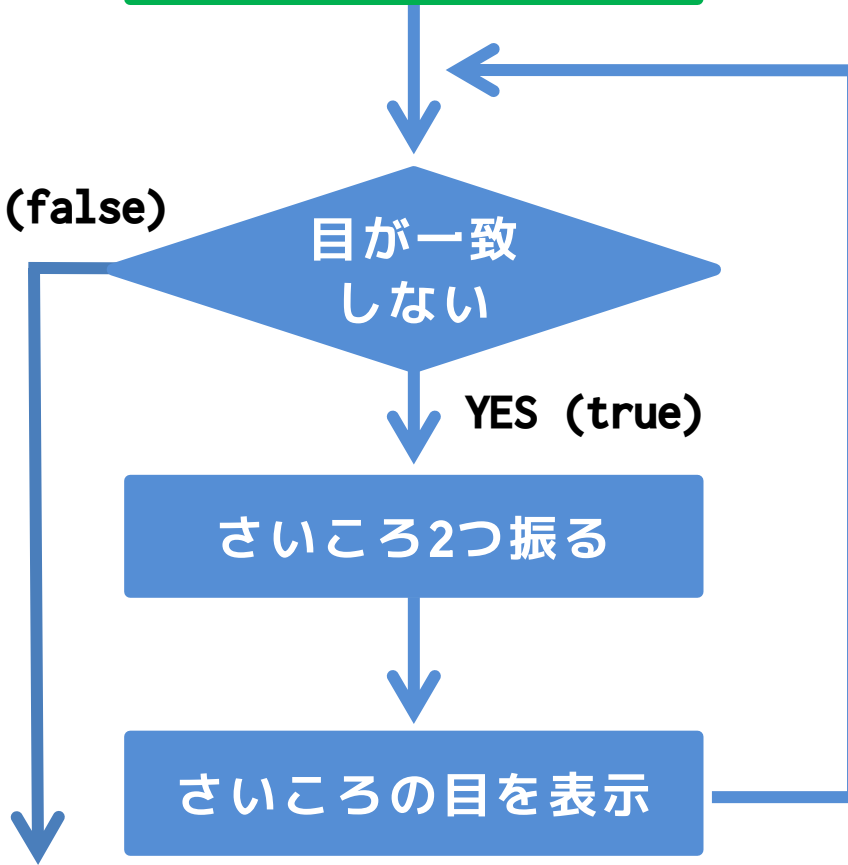 (false)
目が一致
しない
YES (true)
さいころ2つ振る
さいころの目を表示